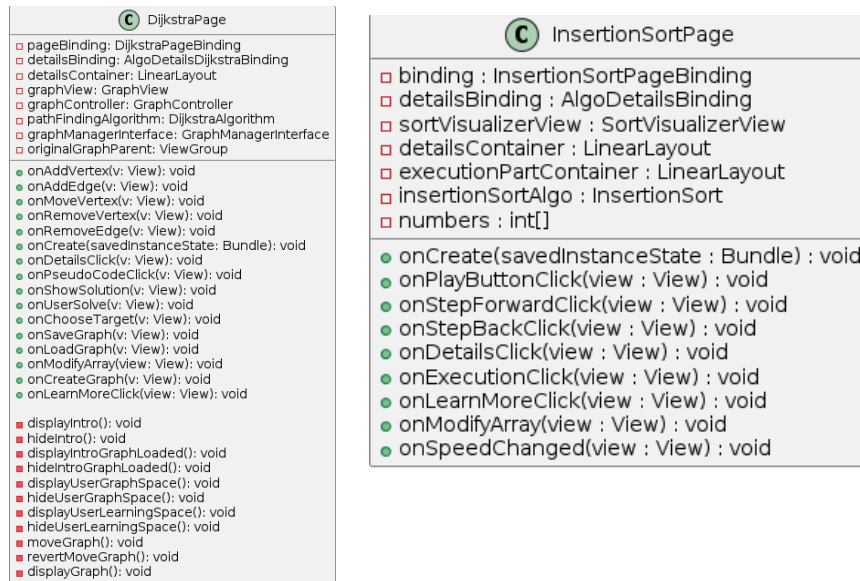 C DijkstraPage
pageBinding: DijkstraPageBinding
detailsBinding: AlgoDetailsDijkstraBinding
detailsContainer: LinearLayout
graphView: GraphView
graphController: GraphController
pathFindingAlgorithm: DijkstraAlgorithm
graphManagerInterface: GraphManagerInterface
originalGraphParent: ViewGroup
onAddVertex(v: View): void
onAddEdge(v: View): void
onMoveVertex(v: View): void
onRemoveVertex(v: View): void
onRemoveEdge(v: View): void
onCreate(savedInstanceState: Bundle): void
onDetailsClick(v: View): void
onPseudoCodeClick(v: View): void
onShowSolution(v: View): void
onUserSolve(v: View): void
onChooseTarget(v: View): void
onSaveGraph(v: View): void
onLoadGraph(v: View): void
onModifyArray(view: View): void
onCreateGraph(v: View): void
onLearnMoreClick(view: View): void
displayIntro(): void
hideIntro(): void
displayIntroGraphLoaded(): void
hideIntroGraphLoaded(): void
displayUserGraphSpace(): void
hideUserGraphSpace(): void
displayUserLearningSpace(): void
hideUserLearningSpace(): void
moveGraph(): void
revertMoveGraph(): void
displayGraph(): void
C InsertionSortPage
binding : InsertionSortPageBinding
detailsBinding : AlgoDetailsBinding
sortVisualizerView : SortVisualizerView
detailsContainer : LinearLayout
executionPartContainer : LinearLayout
insertionSortAlgo : InsertionSort
numbers : int[]
onCreate(savedInstanceState : Bundle) : void
onPlayButtonClick(view : View) : void
onStepForwardClick(view : View) : void
onStepBackClick(view : View) : void
onDetailsClick(view : View) : void
onExecutionClick(view : View) : void
onLearnMoreClick(view : View) : void
onModifyArray(view : View) : void
onSpeedChanged(view : View) : void